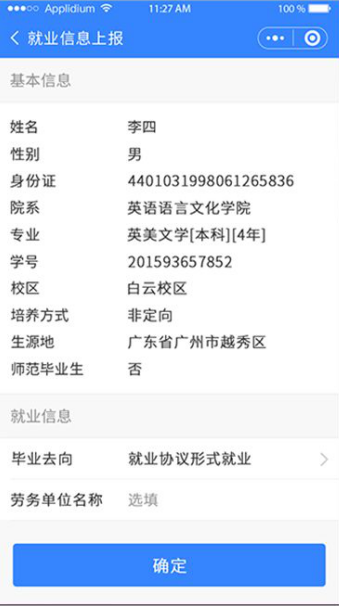 Applidium 11:27 AM 100 %
就业信息上报
基本信息
姓名 李四
性别 男
身份证 4401031998061265836
院系 英语语言文化学院
专业 英美文学[本科][4年]
学号 201593657852
校区 白云校区
培养方式 非定向
生源地 广东省广州市越秀区
师范毕业生 否
就业信息
毕业去向 就业协议形式就业
劳务单位名称 选填
确定